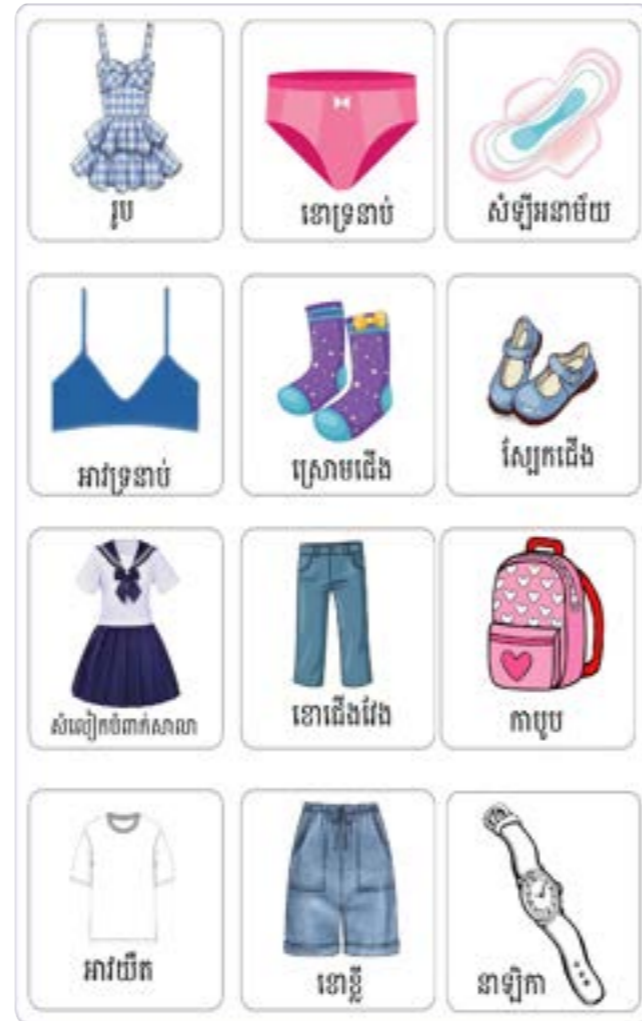 រូប
ខោទ្រនាប់
សំឡីអនាម័យ
អាវទ្រនាប់
ស្រោមជើង
ស្បែកជើង
សំលៀកបំពាក់សាលា
ខោជើងវែង
កាបូប
អាវយឺត
ខោខ្លី
នាឡិកា